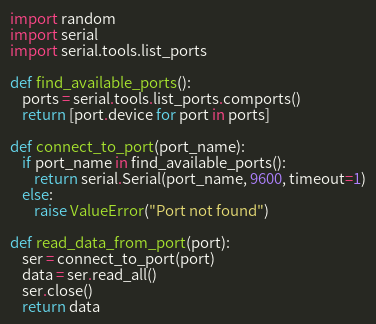 import random
import serial
import serial.tools.list_ports

def find_available_ports():
    ports = serial.tools.list_ports.comports()
    return [port.device for port in ports]

def connect_to_port(port_name):
    if port_name in find_available_ports():
        return serial.Serial(port_name, 9600, timeout=1)
    else:
        raise ValueError("Port not found")

def read_data_from_port(port):
    ser = connect_to_port(port)
    data = ser.read_all()
    ser.close()
    return data